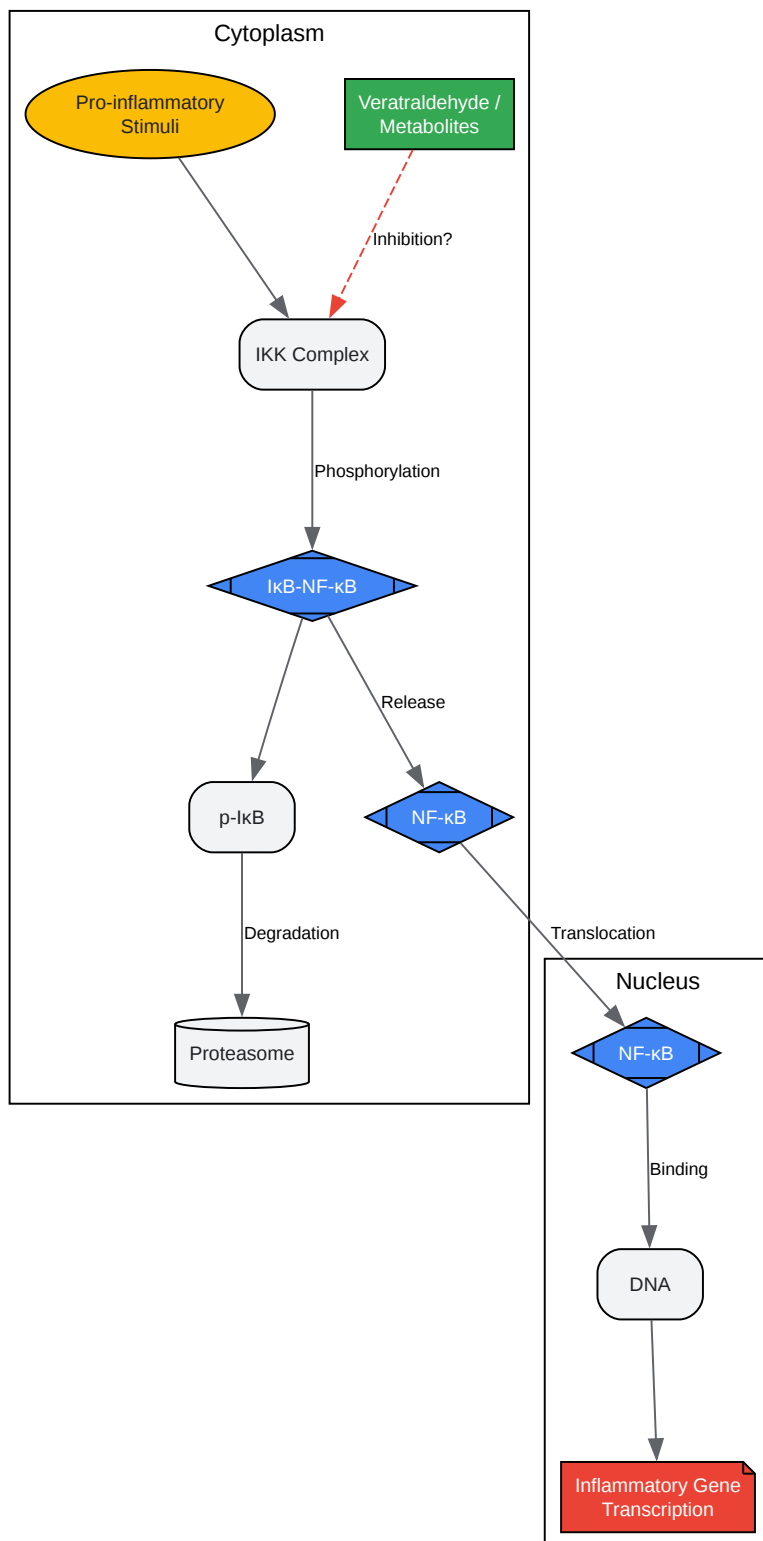 Cytoplasm
Pro-inflammatory
Stimuli
Veratraldehyde /
Metabolites
Inhibition?
IKK Complex
Phosphorylation
IκB-NF-κB
Release
p-IκB
NF-κB
Degradation
Translocation
Proteasome
Nucleus
NF-κB
Binding
DNA
Inflammatory Gene
Transcription